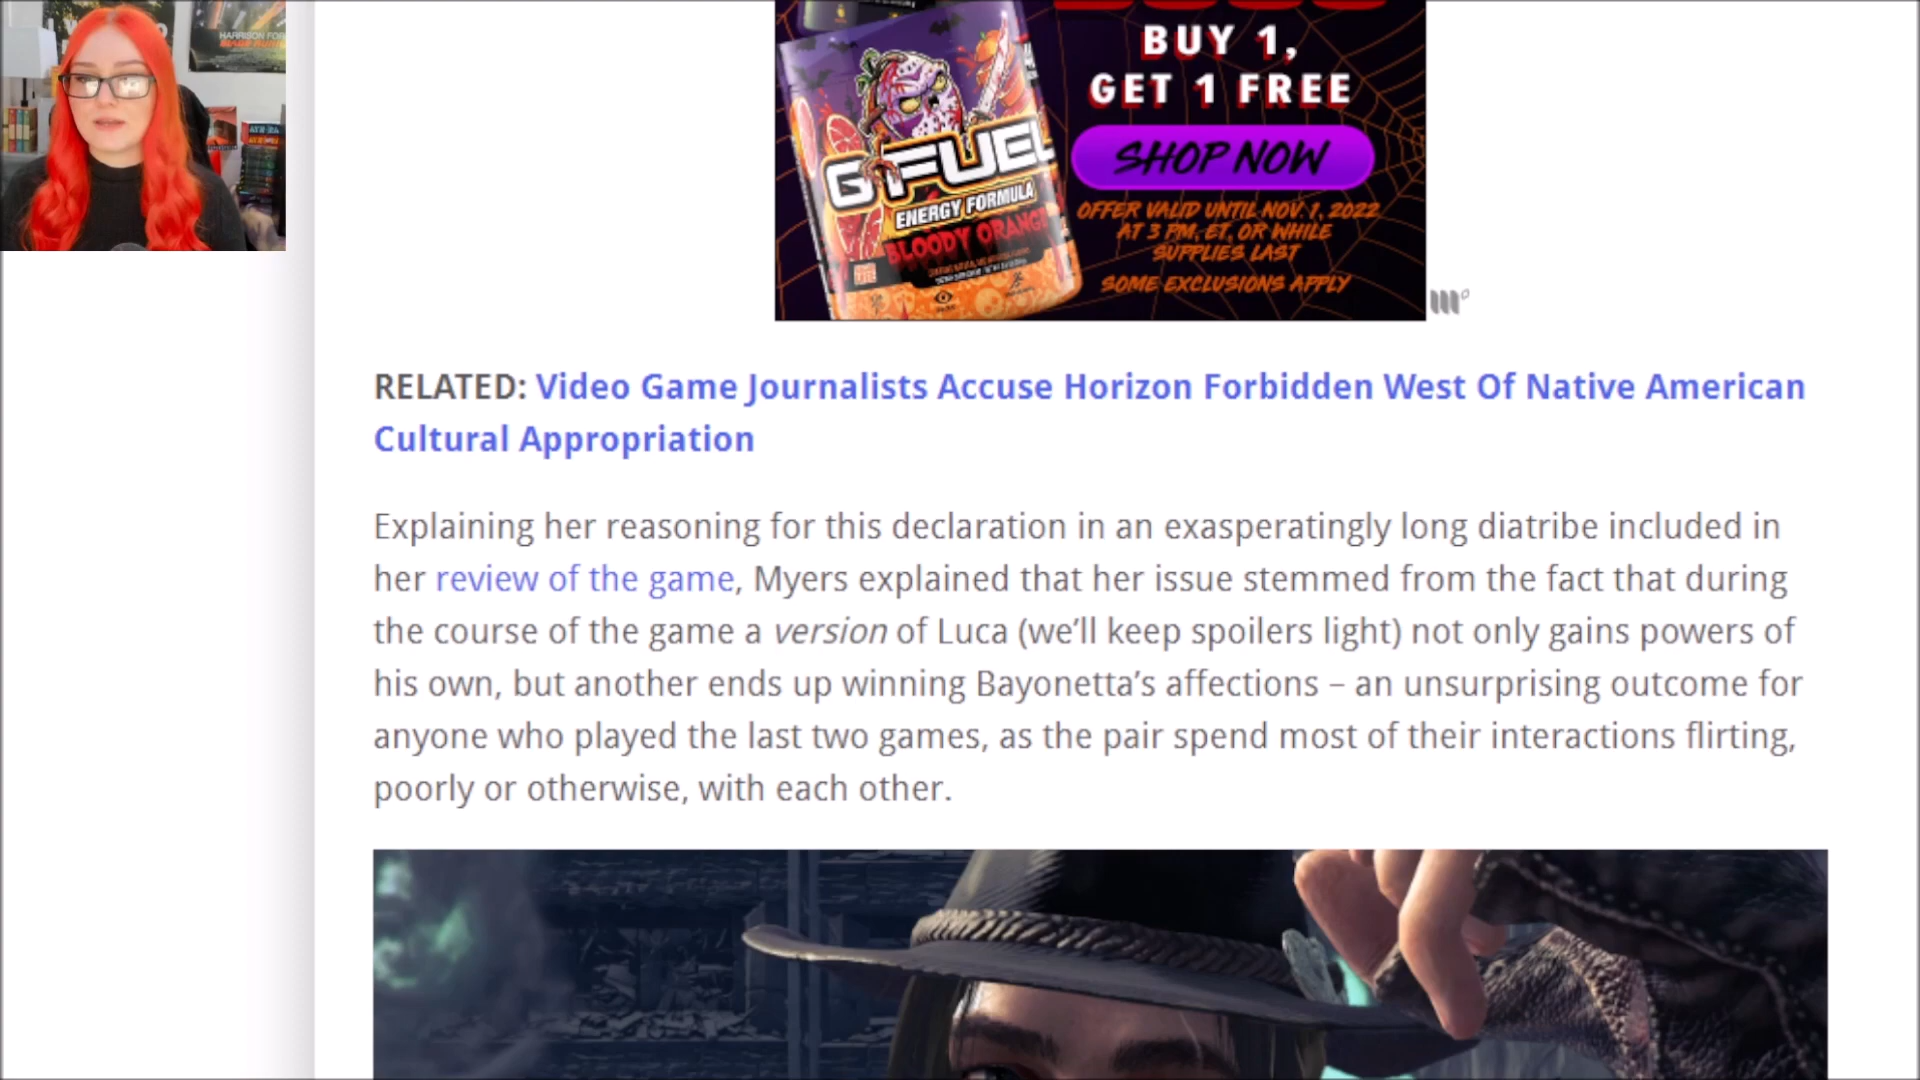 HARRISON FOR
BUY 1,
GET 1 FREE
SHOP NOW
G FUEL
ENERGY FORMULA
BLOODY ORANGE
OFFER VALID UNTIL NOV. 1, 2022
AT 3 PM, ET, OR WHILE
SUPPLIES LAST
SOME EXCLUSIONS APPLY
RELATED: Video Game Journalists Accuse Horizon Forbidden West Of Native American
Cultural Appropriation
Explaining her reasoning for this declaration in an exasperatingly long diatribe included in
her review of the game, Myers explained that her issue stemmed from the fact that during
the course of the game a version of Luca (we’ll keep spoilers light) not only gains powers of
his own, but another ends up winning Bayonetta’s affections – an unsurprising outcome for
anyone who played the last two games, as the pair spend most of their interactions flirting,
poorly or otherwise, with each other.